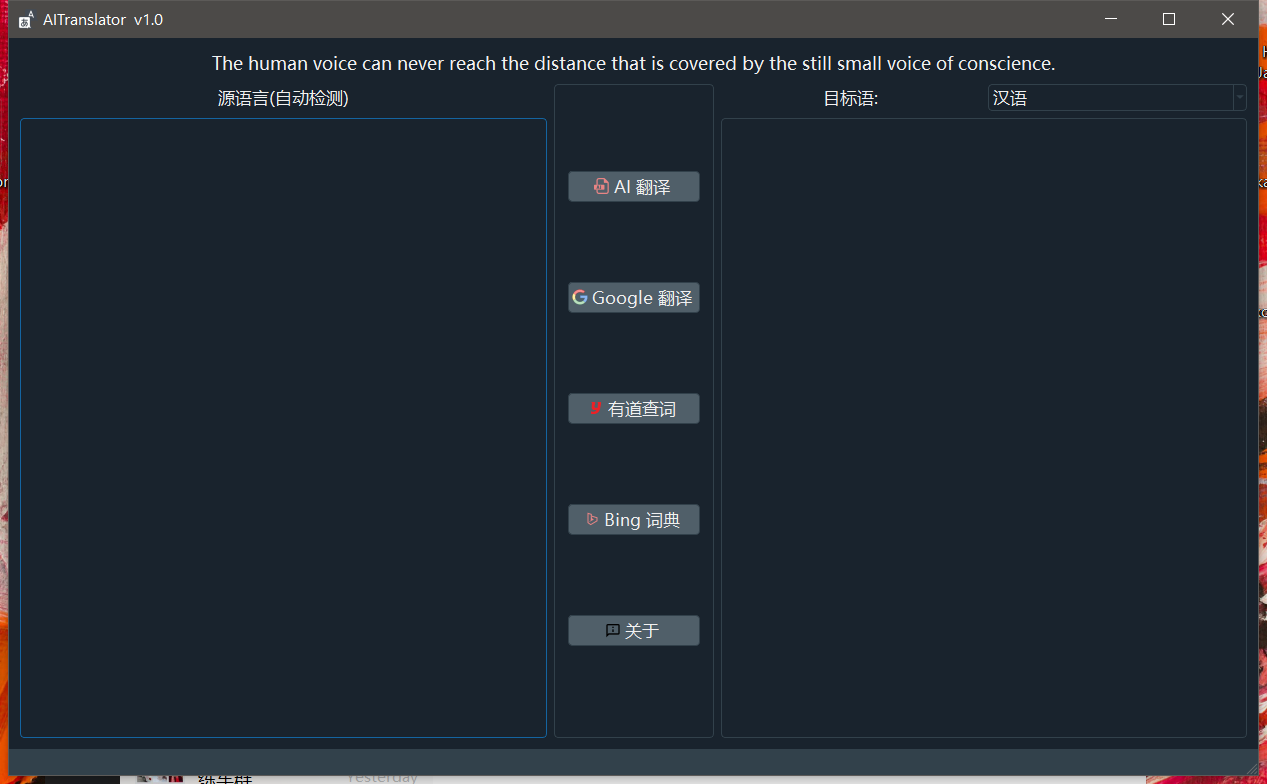 AITranslator v1.0
The human voice can never reach the distance that is covered by the still small voice of conscience.
源语言(自动检测)
目标语:
汉语
AI 翻译
Google 翻译
有道查词
Bing 词典
关于
Yesterday